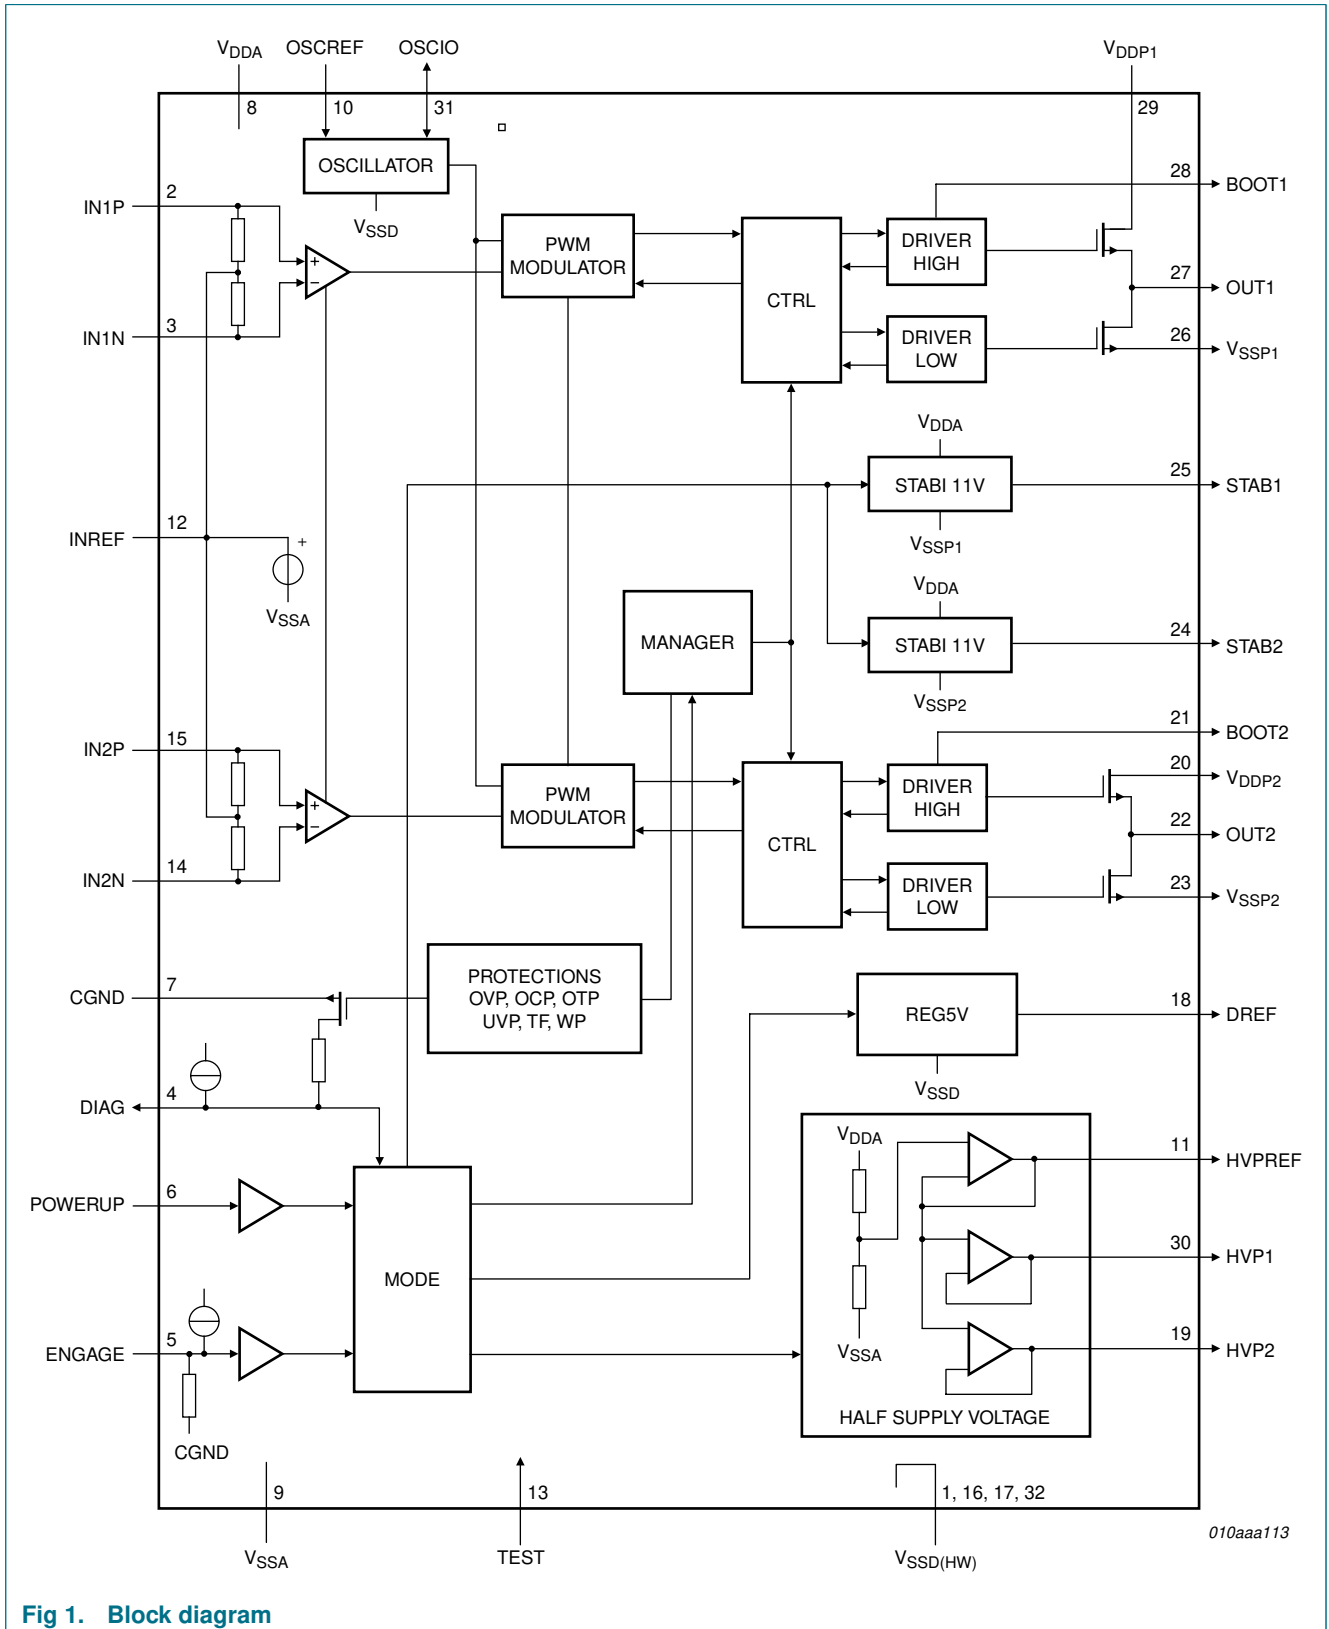 VDDA OSCREF OSCIO VDDP1
8 10 31 29
OSCILLATOR
VSSD
2
IN1P
+
−
3
IN1N
PWM
MODULATOR
CTRL
DRIVER
HIGH
DRIVER
LOW
28
BOOT1
27
OUT1
26
VSSP1
VDDA
STABI 11V
VSSP1
25
STAB1
12
INREF
+
VSSA
MANAGER
VDDA
STABI 11V
VSSP2
24
STAB2
15
IN2P
+
−
14
IN2N
PWM
MODULATOR
CTRL
DRIVER
HIGH
DRIVER
LOW
21
BOOT2
20
VDDP2
22
OUT2
23
VSSP2
7
CGND
PROTECTIONS
OVP, OCP, OTP
UVP, TF, WP
REG5V
VSSD
18
DREF
4
DIAG
6
POWERUP
MODE
5
ENGAGE
CGND
VDDA
VSSA
HALF SUPPLY VOLTAGE
11
HVPREF
30
HVP1
19
HVP2
9 13 1, 16, 17, 32
VSSA TEST VSSD(HW)
010aaa113
Fig 1. Block diagram